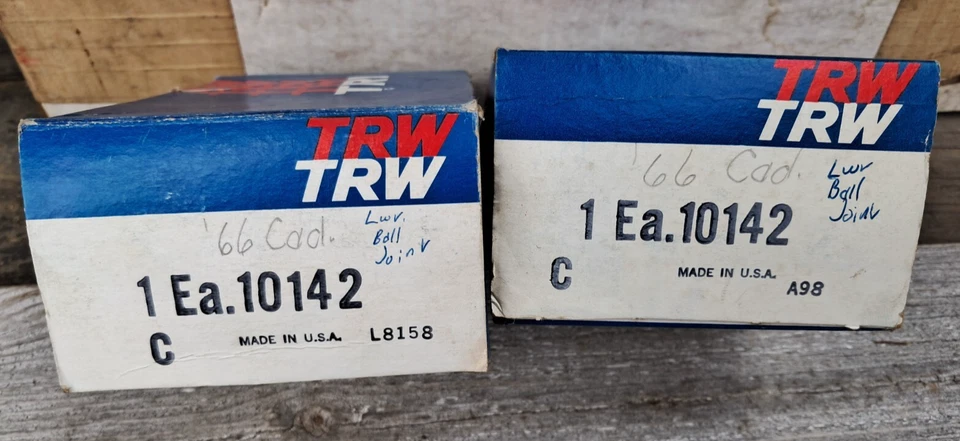 TRW
TRW
TRW
'66 Cad.
Lwr.
Ball
Joint
1 Ea. 10142
C
MADE IN U.S.A. L8158
TRW
TRW
'66 Cad.
Lwr
Ball
Joint
1 Ea. 10142
C
MADE IN U.S.A.
A98